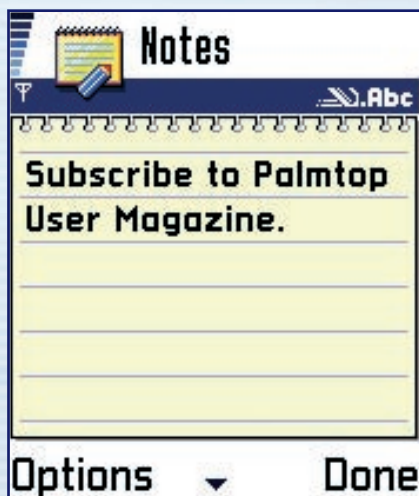 Notes
.Abc
Subscribe to Palmtop
User Magazine.
Options
Done